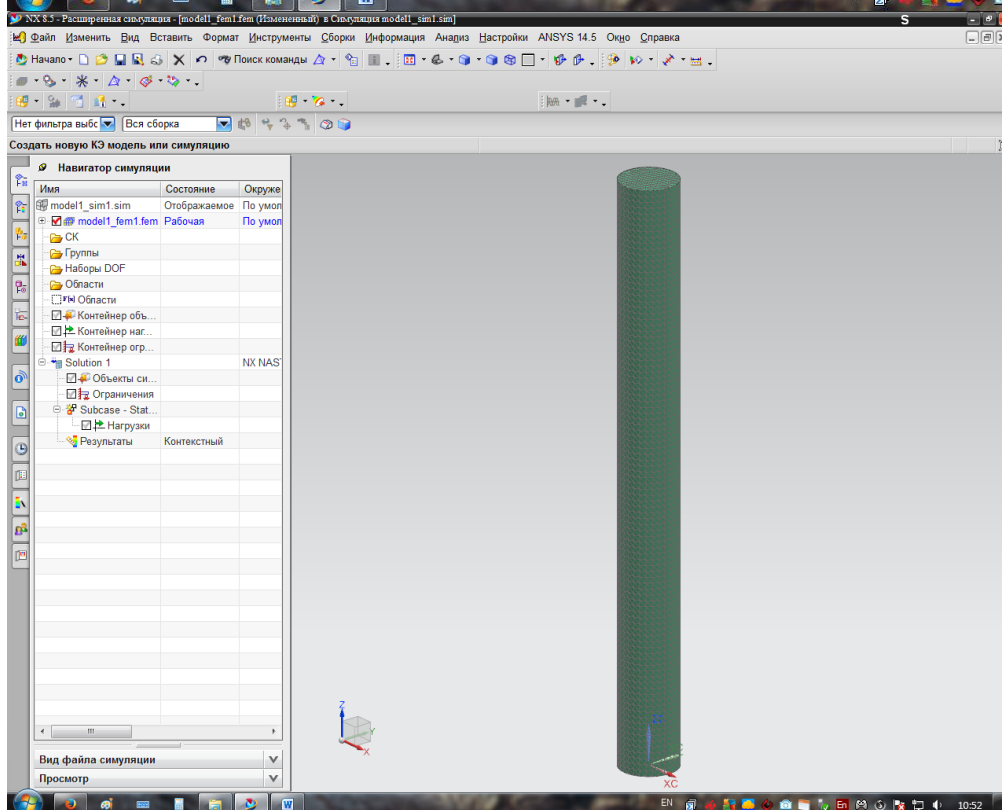 NX 8.5 - Расширенная симуляция - [model1_fem1.fem (Измененный) в Симуляция model1_sim1.sim]
S
Файл Изменить Вид Вставить Формат Инструменты Сборки Информация Анализ Настройки ANSYS 14.5 Окно Справка
Начало Поиск команды
Нет фильтра выбс Вся сборка
Создать новую КЭ модель или симуляцию
Навигатор симуляции
Имя Состояние Окруже
model1_sim1.sim Отображаемое По умол
model1_fem1.fem Рабочая По умол
СК
Группы
Наборы DOF
Области
Области
Контейнер объ...
Контейнер наг...
Контейнер огр...
Solution 1 NX NAS
Объекты си...
Ограничения
Subcase - Stat...
Нагрузки
Результаты Контекстный
Z
Y
X
XC
Вид файла симуляции
Просмотр
EN
En
10:52